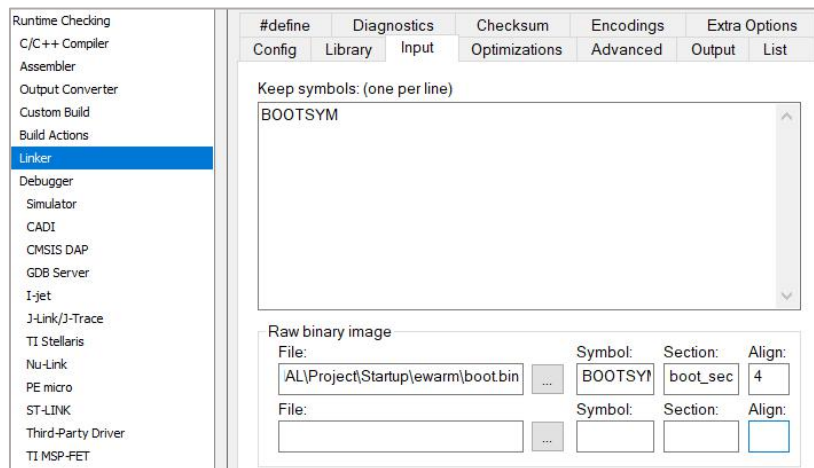 Runtime Checking
C/C++ Compiler
Assembler
Output Converter
Custom Build
Build Actions
Linker
Debugger
Simulator
CADI
CMSIS DAP
GDB Server
I-jet
J-Link/J-Trace
TI Stellaris
Nu-Link
PE micro
ST-LINK
Third-Party Driver
TI MSP-FET
#define Diagnostics Checksum Encodings Extra Options
Config Library Input Optimizations Advanced Output List
Keep symbols: (one per line)
BOOTSYM
Raw binary image
File: Symbol: Section: Align:
AL\Project\Startup\ewarm\boot.bin ... BOOTSYM boot_sec 4
File: Symbol: Section: Align:
...